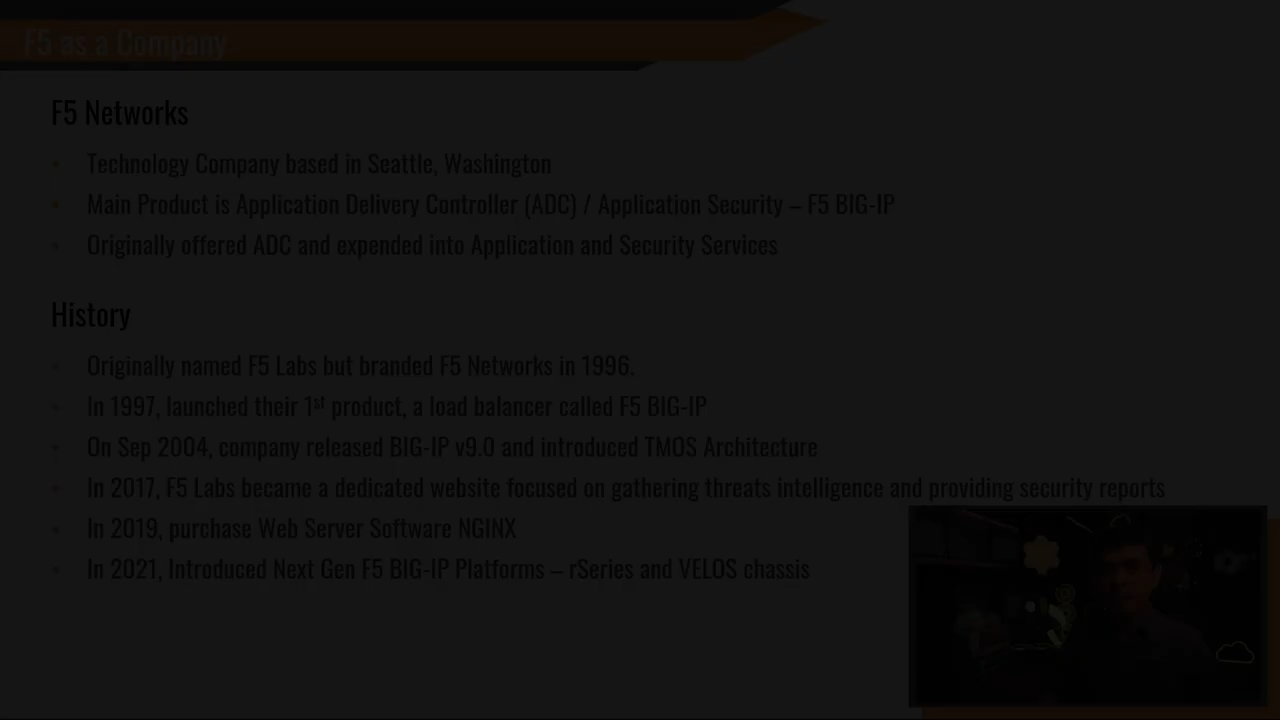 F5 as a Company
F5 Networks
Technology Company based in Seattle, Washington
Main Product is Application Delivery Controller (ADC) / Application Security – F5 BIG-IP
Originally offered ADC and expended into Application and Security Services
History
Originally named F5 Labs but branded F5 Networks in 1996.
In 1997, launched their 1st product, a load balancer called F5 BIG-IP
On Sep 2004, company released BIG-IP v9.0 and introduced TMOS Architecture
In 2017, F5 Labs became a dedicated website focused on gathering threats intelligence and providing security reports
In 2019, purchase Web Server Software NGINX
In 2021, Introduced Next Gen F5 BIG-IP Platforms – rSeries and VELOS chassis